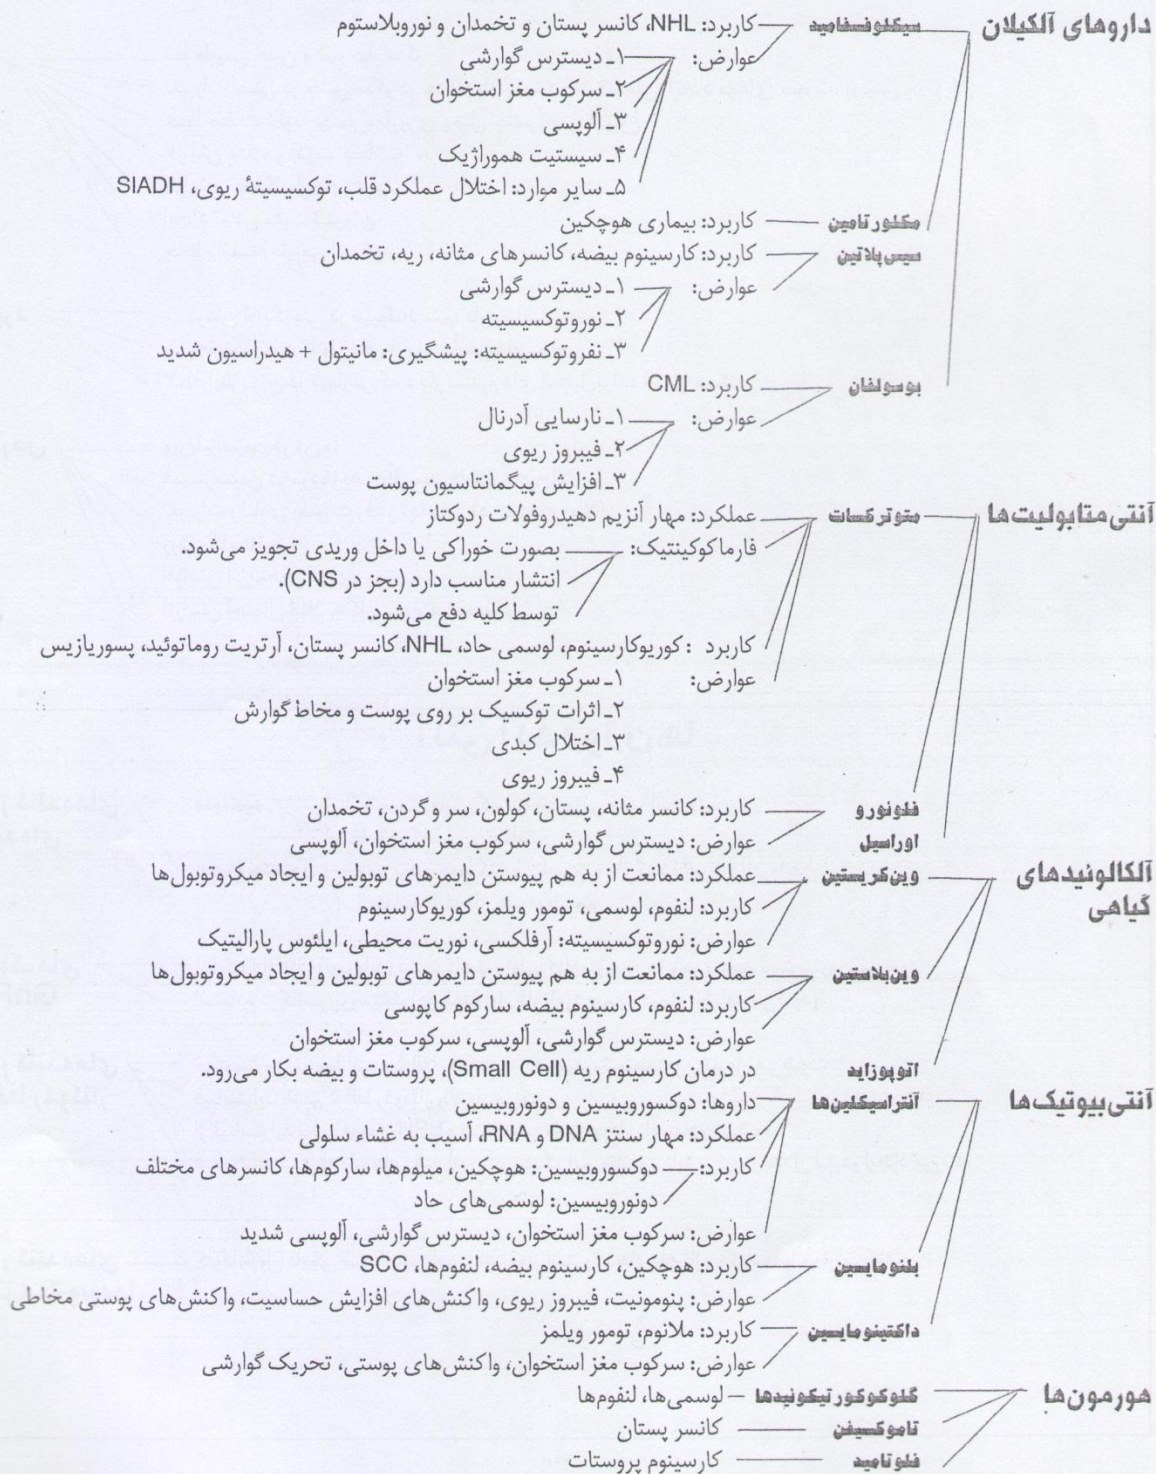 داروهای آلکیلان سیکلوفسفامید کاربرد: NHL، کانسر پستان و تخمدان و نوروبلاستوم
عوارض: ۱ـ دیسترس گوارشی
۲ـ سرکوب مغز استخوان
۳ـ آلوپسی
۴ـ سیستیت هموراژیک
۵ـ سایر موارد: اختلال عملکرد قلب، توکسیسیتهٔ ریوی، SIADH
مکلورتامین کاربرد: بیماری هوچکین
سیس‌پلاتین کاربرد: کارسینوم بیضه، کانسرهای مثانه، ریه، تخمدان
عوارض: ۱ـ دیسترس گوارشی
۲ـ نوروتوکسیسیته
۳ـ نفروتوکسیسیته: پیشگیری: مانیتول + هیدراسیون شدید
بوسولفان کاربرد: CML
عوارض: ۱ـ نارسایی آدرنال
۲ـ فیبروز ریوی
۳ـ افزایش پیگمانتاسیون پوست
آنتی‌متابولیت‌ها متوترکسات عملکرد: مهار آنزیم دهیدروفولات ردوکتاز
فارماکوکینتیک: بصورت خوراکی یا داخل وریدی تجویز می‌شود.
انتشار مناسب دارد (بجز در CNS).
توسط کلیه دفع می‌شود.
کاربرد : کوریوکارسینوم، لوسمی حاد، NHL، کانسر پستان، آرتریت روماتوئید، پسوریازیس
عوارض: ۱ـ سرکوب مغز استخوان
۲ـ اثرات توکسیک بر روی پوست و مخاط گوارش
۳ـ اختلال کبدی
۴ـ فیبروز ریوی
فلوئورو کاربرد: کانسر مثانه، پستان، کولون، سر و گردن، تخمدان
اوراسیل عوارض: دیسترس گوارشی، سرکوب مغز استخوان، آلوپسی
آلکالوئیدهای وین‌کریستین عملکرد: ممانعت از به هم پیوستن دایمرهای توبولین و ایجاد میکروتوبول‌ها
گیاهی کاربرد: لنفوم، لوسمی، تومور ویلمز، کوریوکارسینوم
عوارض: نوروتوکسیسیته: آرفلکسی، نوریت محیطی، ایلئوس پارالیتیک
وین‌بلاستین عملکرد: ممانعت از به هم پیوستن دایمرهای توبولین و ایجاد میکروتوبول‌ها
کاربرد: لنفوم، کارسینوم بیضه، سارکوم کاپوسی
عوارض: دیسترس گوارشی، آلوپسی، سرکوب مغز استخوان
اتوپوزاید در درمان کارسینوم ریه (Small Cell)، پروستات و بیضه بکار می‌رود.
آنتی‌بیوتیک‌ها آنتراسیکلین‌ها داروها: دوکسوروبیسین و دونوروبیسین
عملکرد: مهار سنتز DNA و RNA، آسیب به غشاء سلولی
کاربرد: دوکسوروبیسین: هوچکین، میلوم‌ها، سارکوم‌ها، کانسرهای مختلف
دونوروبیسین: لوسمی‌های حاد
عوارض: سرکوب مغز استخوان، دیسترس گوارشی، آلوپسی شدید
بلئومایسین کاربرد: هوچکین، کارسینوم بیضه، لنفوم‌ها، SCC
عوارض: پنومونیت، فیبروز ریوی، واکنش‌های افزایش حساسیت، واکنش‌های پوستی مخاطی
داکتینومایسین کاربرد: ملانوم، تومور ویلمز
عوارض: سرکوب مغز استخوان، واکنش‌های پوستی، تحریک گوارشی
هورمون‌ها گلوکوکورتیکوئیدها لوسمی‌ها، لنفوم‌ها
تاموکسیفن کانسر پستان
فلوتامید کارسینوم پروستات